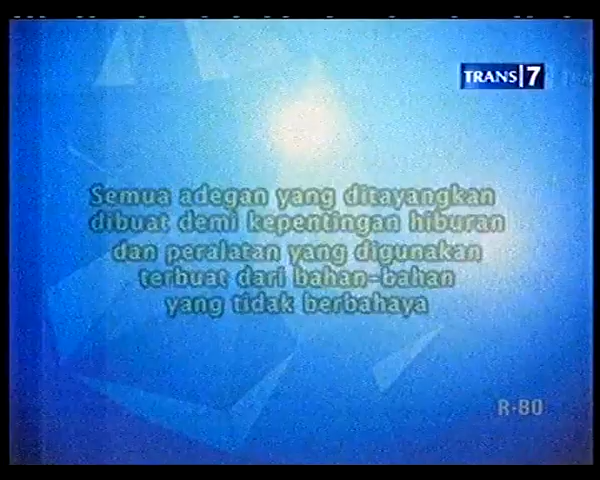 TRANS|7
Semua adegan yang ditayangkan
dibuat demi kepentingan hiburan
dan peralatan yang digunakan
terbuat dari bahan-bahan
yang tidak berbahaya
R-BO